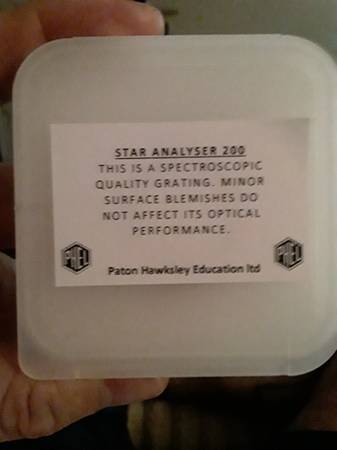 STAR ANALYSER 200
THIS IS A SPECTROSCOPIC
QUALITY GRATING. MINOR
SURFACE BLEMISHES DO
NOT AFFECT ITS OPTICAL
PERFORMANCE.
PHEL
PHEL
Paton Hawksley Education ltd